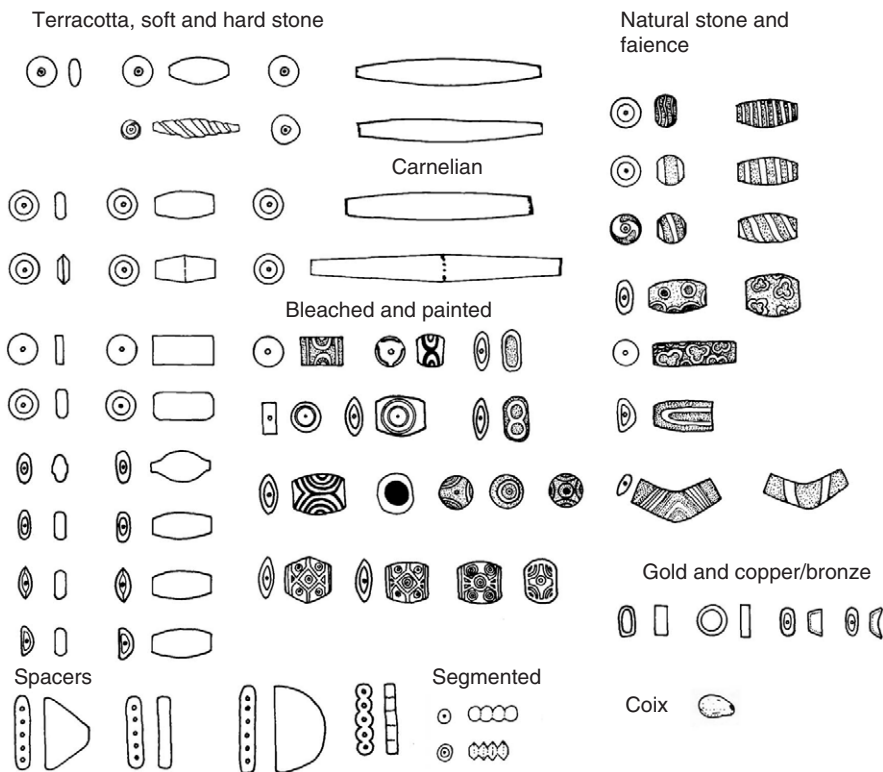 Terracotta, soft and hard stone
Natural stone and
faience
Carnelian
Bleached and painted
Gold and copper/bronze
Spacers
Segmented
Coix